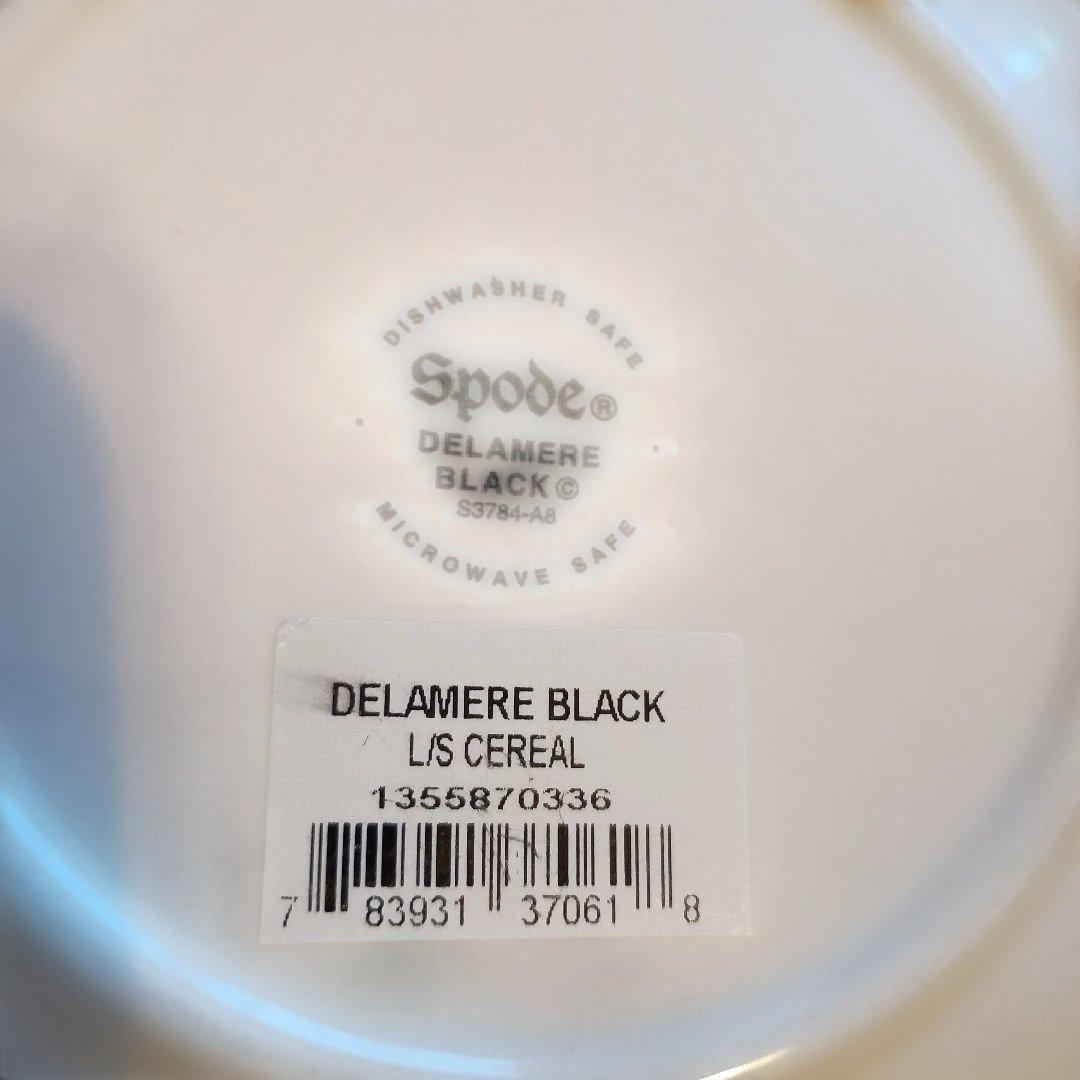 DISHWASHER SAFE
Spode®
DELAMERE
BLACK©
S3784-A8
MICROWAVE SAFE
DELAMERE BLACK
L/S CEREAL
1355870336
7 83931 37061 8